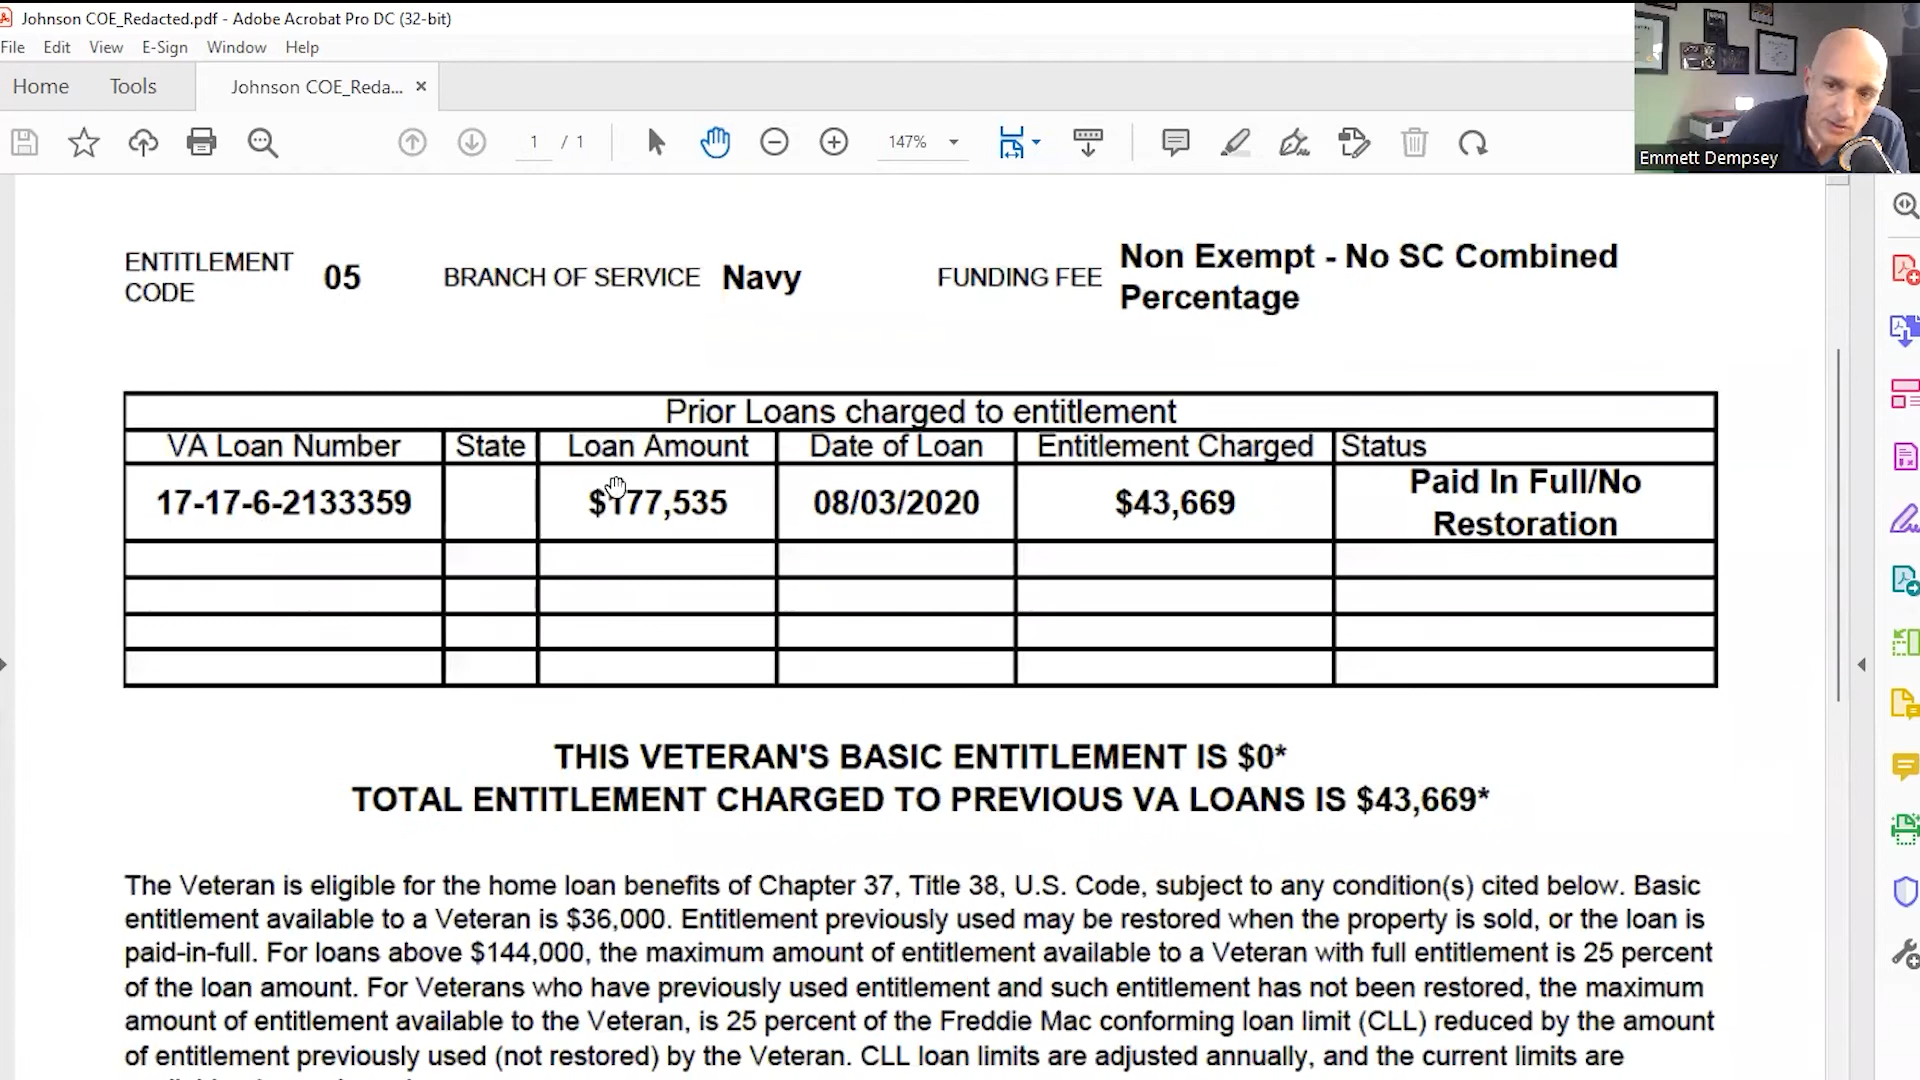 Johnson COE_Redacted.pdf - Adobe Acrobat Pro DC (32-bit)
File Edit View E-Sign Window Help
Home Tools Johnson COE_Reda... ×
1 / 1 147%
Emmett Dempsey
ENTITLEMENT CODE 05 BRANCH OF SERVICE Navy FUNDING FEE Non Exempt - No SC Combined
Percentage
Prior Loans charged to entitlement
VA Loan Number State Loan Amount Date of Loan Entitlement Charged Status
17-17-6-2133359 $177,535 08/03/2020 $43,669 Paid In Full/No
Restoration
THIS VETERAN'S BASIC ENTITLEMENT IS $0*
TOTAL ENTITLEMENT CHARGED TO PREVIOUS VA LOANS IS $43,669*
The Veteran is eligible for the home loan benefits of Chapter 37, Title 38, U.S. Code, subject to any condition(s) cited below. Basic
entitlement available to a Veteran is $36,000. Entitlement previously used may be restored when the property is sold, or the loan is
paid-in-full. For loans above $144,000, the maximum amount of entitlement available to a Veteran with full entitlement is 25 percent
of the loan amount. For Veterans who have previously used entitlement and such entitlement has not been restored, the maximum
amount of entitlement available to the Veteran, is 25 percent of the Freddie Mac conforming loan limit (CLL) reduced by the amount
of entitlement previously used (not restored) by the Veteran. CLL loan limits are adjusted annually, and the current limits are